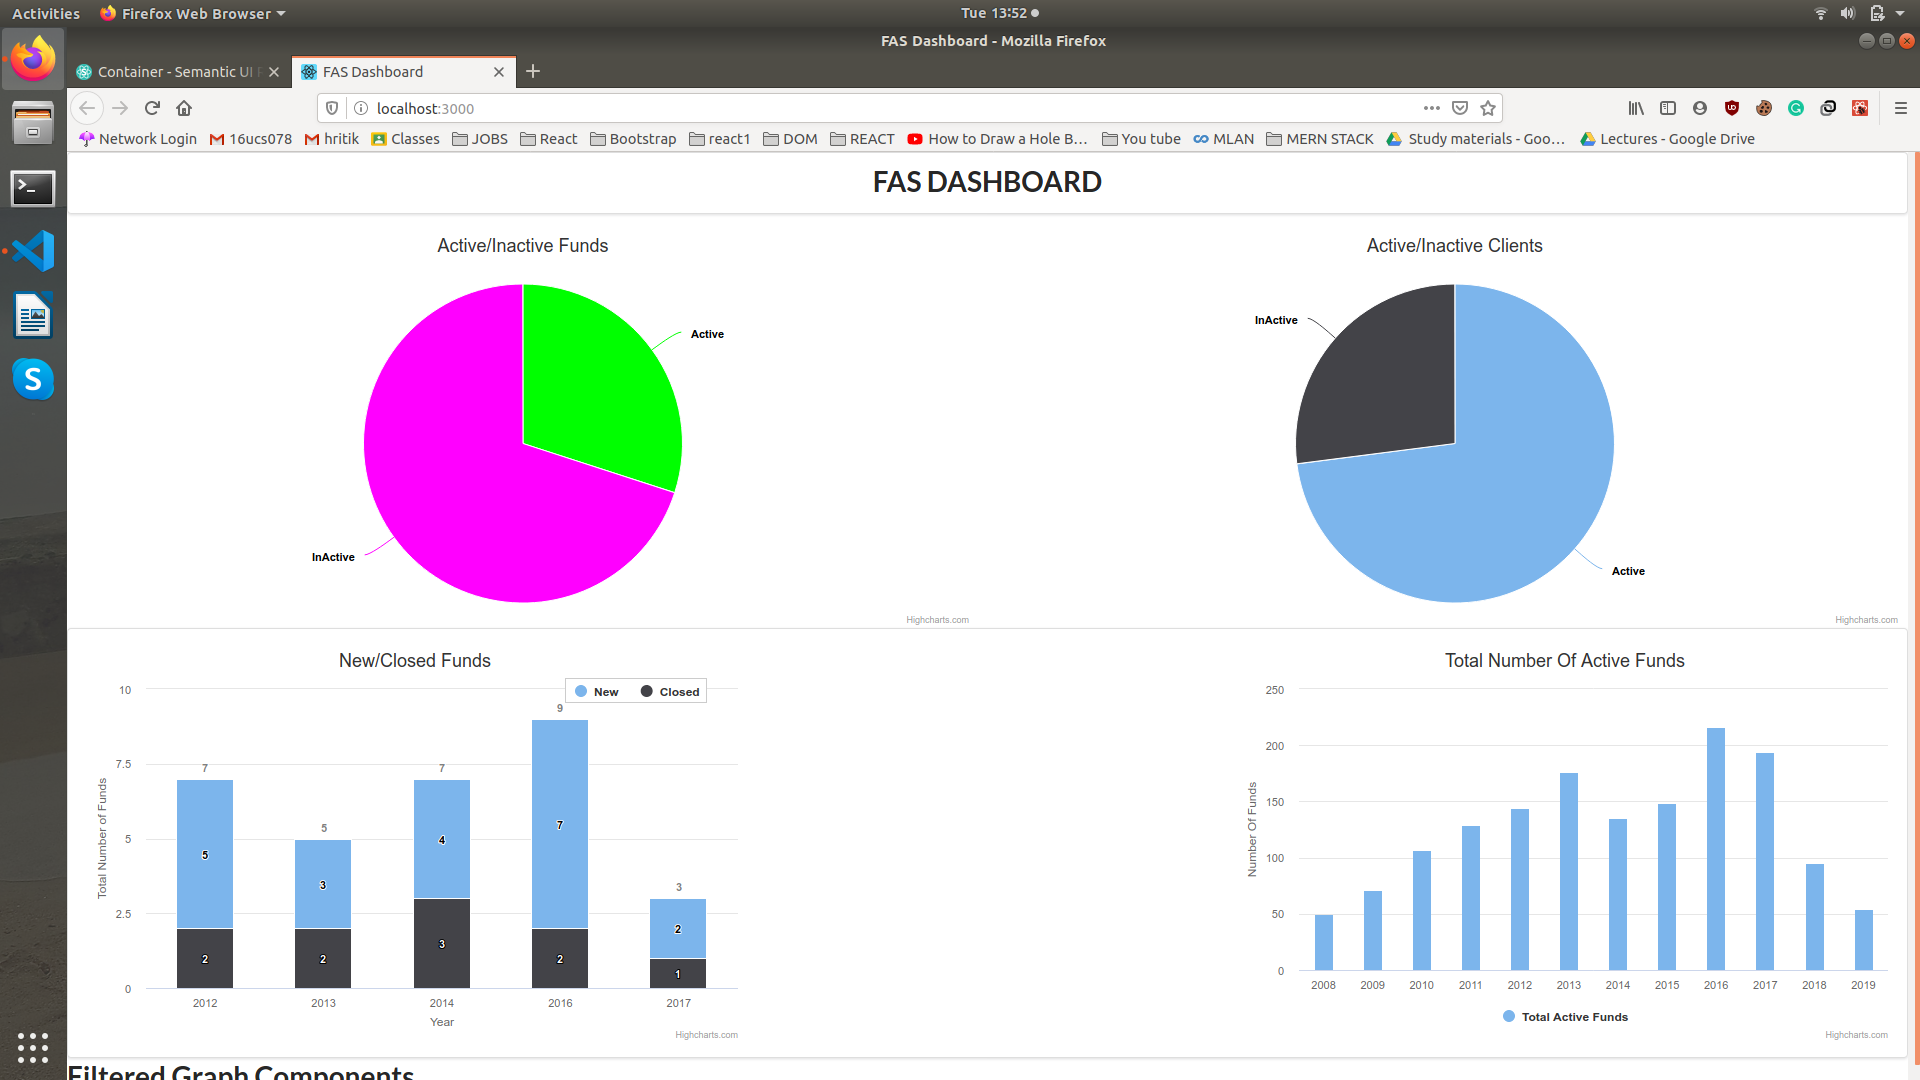 Activities Firefox Web Browser Tue 13:52
FAS Dashboard - Mozilla Firefox
Container - Semantic UI FAS Dashboard
localhost:3000
Network Login 16ucs078 hritik Classes JOBS React Bootstrap react1 DOM REACT How to Draw a Hole B... You tube MLAN MERN STACK Study materials - Goo... Lectures - Google Drive
FAS DASHBOARD
Active/Inactive Funds
Active
InActive
Highcharts.com
Active/Inactive Clients
InActive
Active
Highcharts.com
New/Closed Funds
New Closed
Total Number of Funds
10
7.5
5
2.5
0
7 5 7 9 3
5 3 4 7 2
2 2 3 2 1
2012 2013 2014 2016 2017
Year
Highcharts.com
Total Number Of Active Funds
Number Of Funds
250
200
150
100
50
0
2008 2009 2010 2011 2012 2013 2014 2015 2016 2017 2018 2019
Total Active Funds
Highcharts.com
Filtered Graph Components